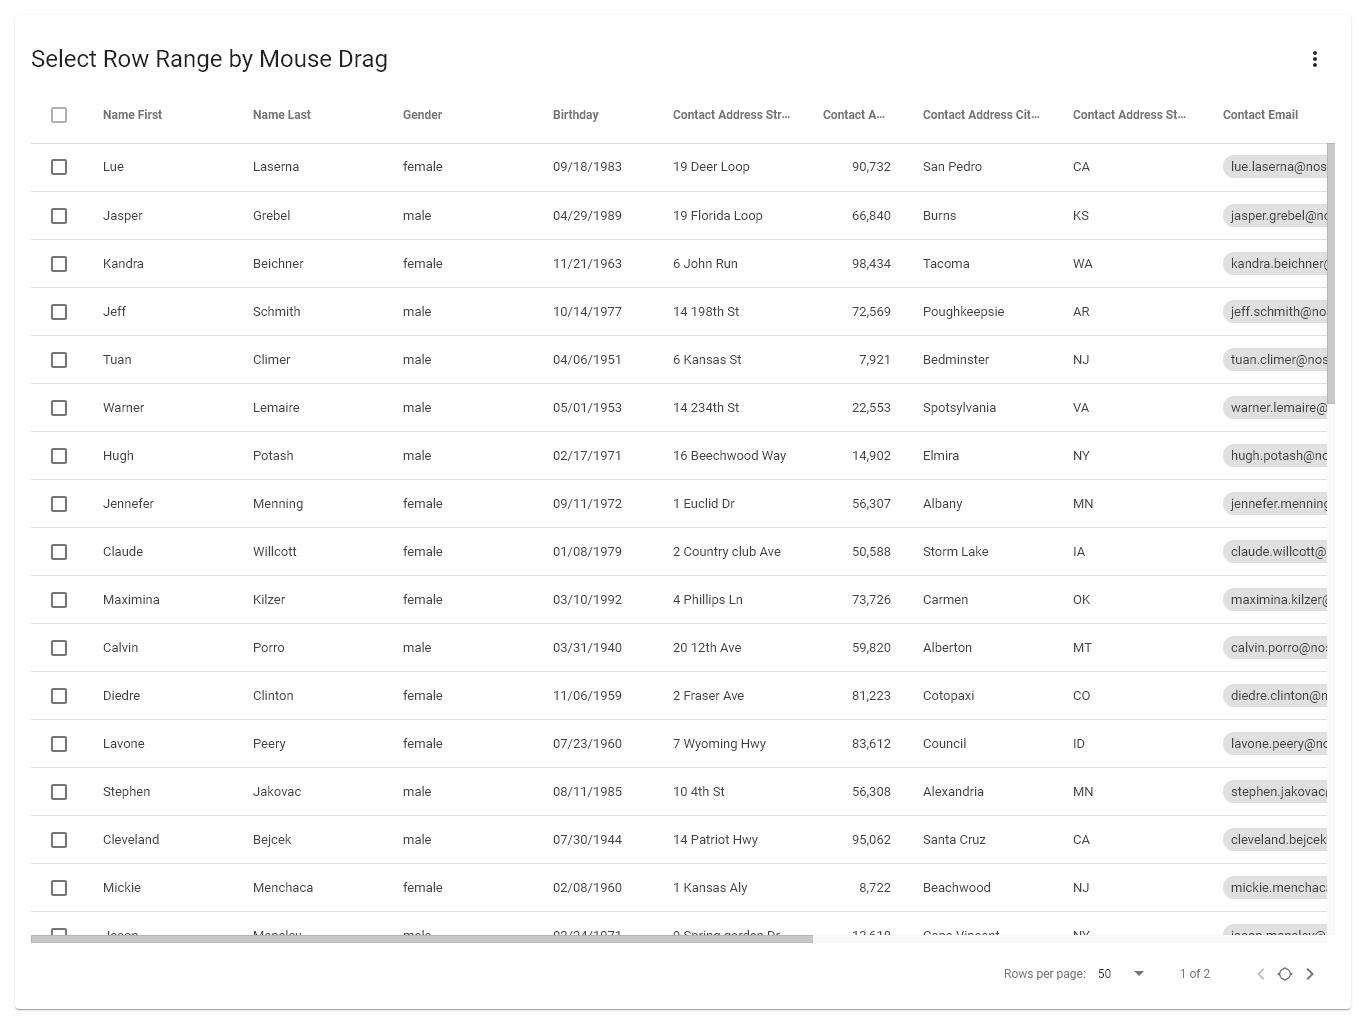 Select Row Range by Mouse Drag
Name First Name Last Gender Birthday Contact Address Str... Contact A... Contact Address Cit... Contact Address St... Contact Email
Lue Laserna female 09/18/1983 19 Deer Loop 90,732 San Pedro CA lue.laserna@nos
Jasper Grebel male 04/29/1989 19 Florida Loop 66,840 Burns KS jasper.grebel@no
Kandra Beichner female 11/21/1963 6 John Run 98,434 Tacoma WA kandra.beichner@
Jeff Schmith male 10/14/1977 14 198th St 72,569 Poughkeepsie AR jeff.schmith@no
Tuan Climer male 04/06/1951 6 Kansas St 7,921 Bedminster NJ tuan.climer@nos
Warner Lemaire male 05/01/1953 14 234th St 22,553 Spotsylvania VA warner.lemaire@
Hugh Potash male 02/17/1971 16 Beechwood Way 14,902 Elmira NY hugh.potash@no
Jennefer Menning female 09/11/1972 1 Euclid Dr 56,307 Albany MN jennefer.menning
Claude Willcott female 01/08/1979 2 Country club Ave 50,588 Storm Lake IA claude.willcott@
Maximina Kilzer female 03/10/1992 4 Phillips Ln 73,726 Carmen OK maximina.kilzer@
Calvin Porro male 03/31/1940 20 12th Ave 59,820 Alberton MT calvin.porro@nos
Diedre Clinton female 11/06/1959 2 Fraser Ave 81,223 Cotopaxi CO diedre.clinton@n
Lavone Peery female 07/23/1960 7 Wyoming Hwy 83,612 Council ID lavone.peery@no
Stephen Jakovac male 08/11/1985 10 4th St 56,308 Alexandria MN stephen.jakovac@
Cleveland Bejcek male 07/30/1944 14 Patriot Hwy 95,062 Santa Cruz CA cleveland.bejcek
Mickie Menchaca female 02/08/1960 1 Kansas Aly 8,722 Beachwood NJ mickie.menchac
Rows per page: 50 1 of 2